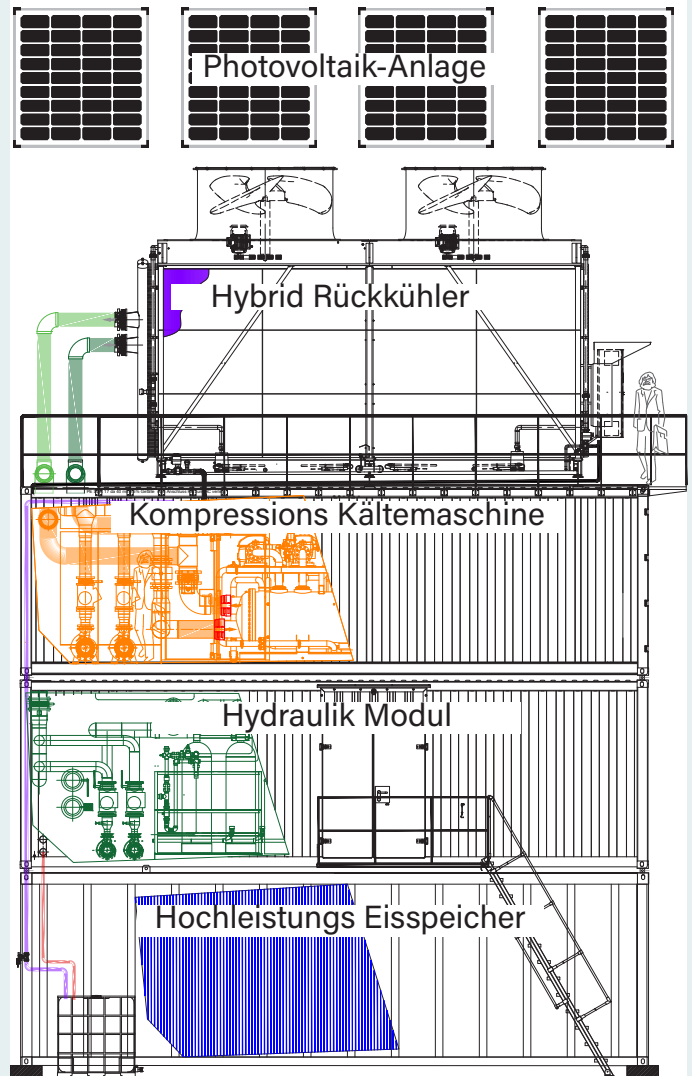 Photovoltaik-Anlage
Hybrid Rückkühler
Kompressions Kältemaschine
Hydraulik Modul
Hochleistungs Eisspeicher